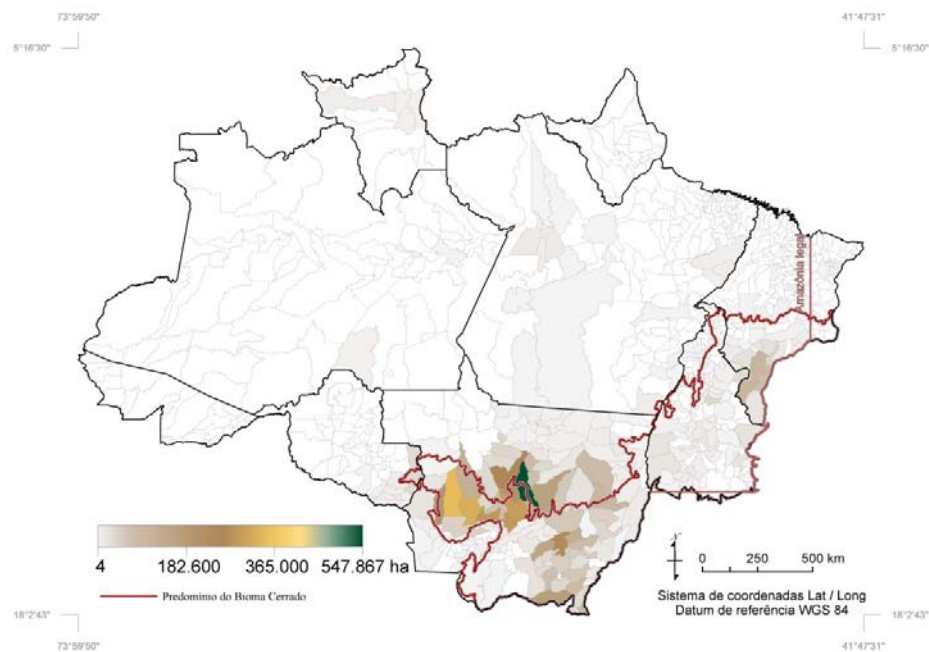 73°59'50" 41°47'31"
5°16'30" 5°16'30"
Amazônia legal
4 182.600 365.000 547.867 ha
Predomínio do Bioma Cerrado
0 250 500 km
Sistema de coordenadas Lat / Long
Datum de referência WGS 84
18°2'43" 18°2'43"
73°59'50" 41°47'31"